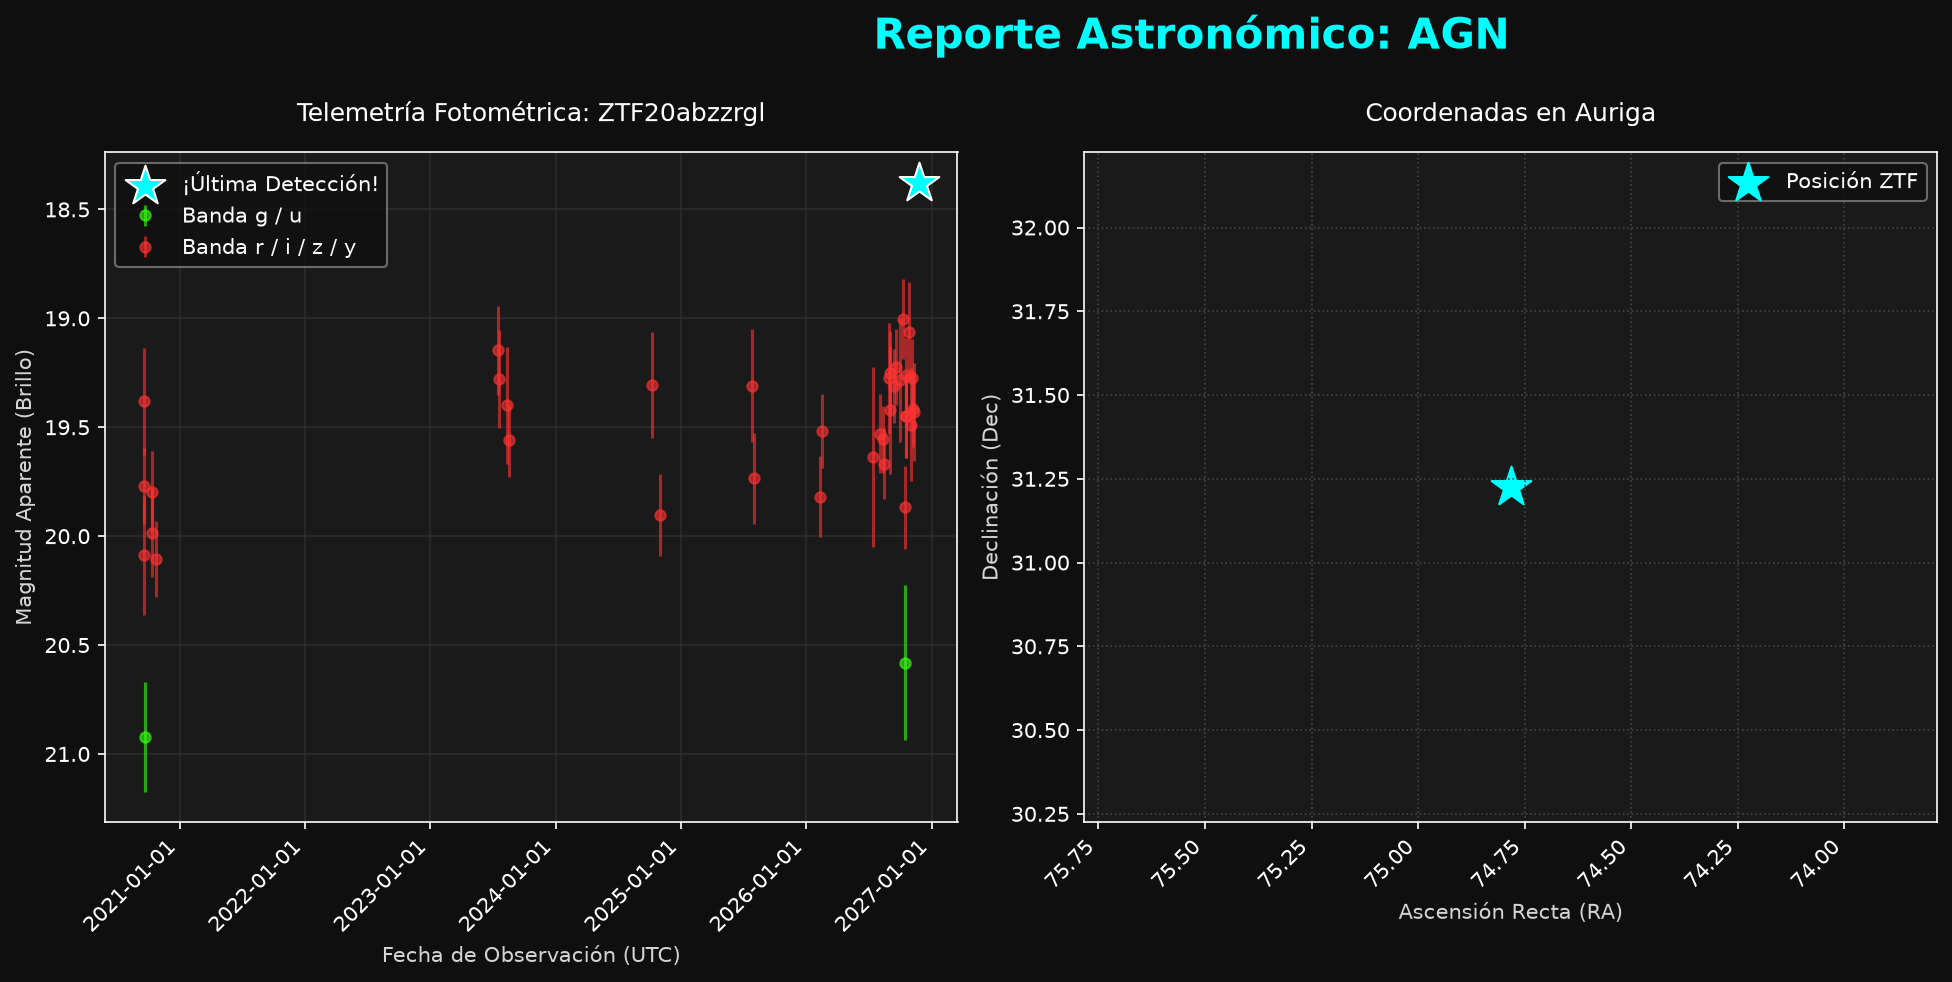 Reporte Astronómico: AGN
Telemetría Fotométrica: ZTF20abzzrgl
¡Última Detección!
Banda g / u
Banda r / i / z / y
Magnitud Aparente (Brillo)
18.5
19.0
19.5
20.0
20.5
21.0
2021-01-01
2022-01-01
2023-01-01
2024-01-01
2025-01-01
2026-01-01
2027-01-01
Fecha de Observación (UTC)
Coordenadas en Auriga
Posición ZTF
Declinación (Dec)
32.00
31.75
31.50
31.25
31.00
30.75
30.50
30.25
75.75
75.50
75.25
75.00
74.75
74.50
74.25
74.00
Ascensión Recta (RA)